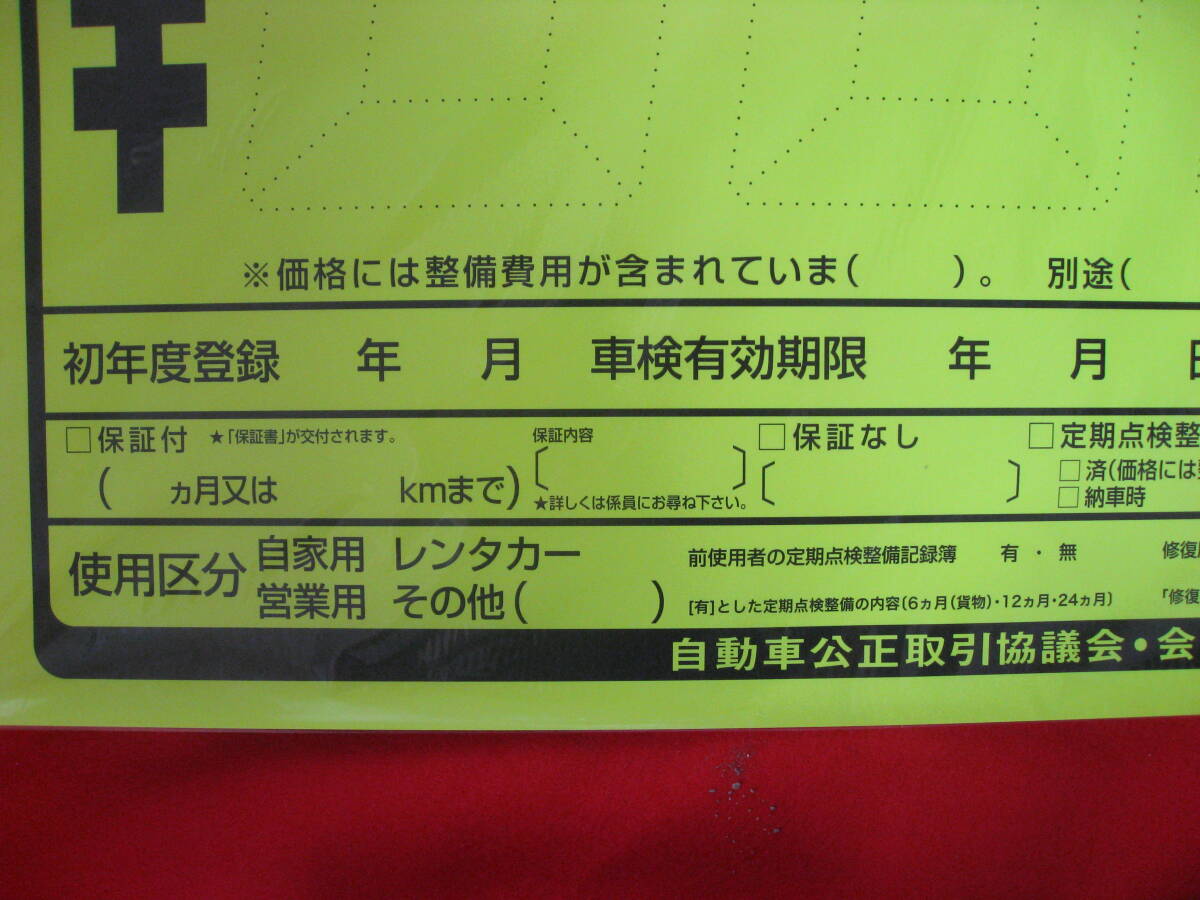 ¥
※価格には整備費用が含まれていま(　　)。 別途(
初年度登録　年　月 車検有効期限　年　月　日
□保証付 ★「保証書」が交付されます。 保証内容 □保証なし □定期点検整
(　ヵ月又は　kmまで) 〔　〕 〔　〕 □済(価格には
★詳しくは係員にお尋ね下さい。 □納車時
使用区分 自家用 レンタカー 前使用者の定期点検整備記録簿　有・無 修復
営業用 その他(　　) [有]とした定期点検整備の内容〔6ヵ月(貨物)・12ヵ月・24ヵ月〕 「修復
自動車公正取引協議会・会